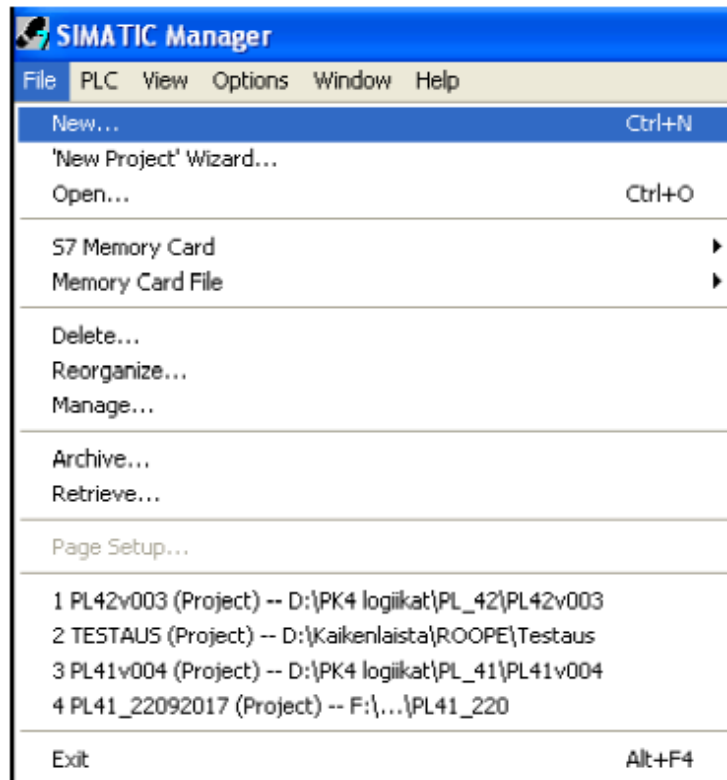 SIMATIC Manager
File PLC View Options Window Help
New... Ctrl+N
'New Project' Wizard...
Open... Ctrl+O
S7 Memory Card
Memory Card File
Delete...
Reorganize...
Manage...
Archive...
Retrieve...
Page Setup...
1 PL42v003 (Project) -- D:\PK4 logiikat\PL_42\PL42v003
2 TESTAUS (Project) -- D:\Kaikenlaista\ROOPE\Testaus
3 PL41v004 (Project) -- D:\PK4 logiikat\PL_41\PL41v004
4 PL41_22092017 (Project) -- F:\...\PL41_220
Exit Alt+F4